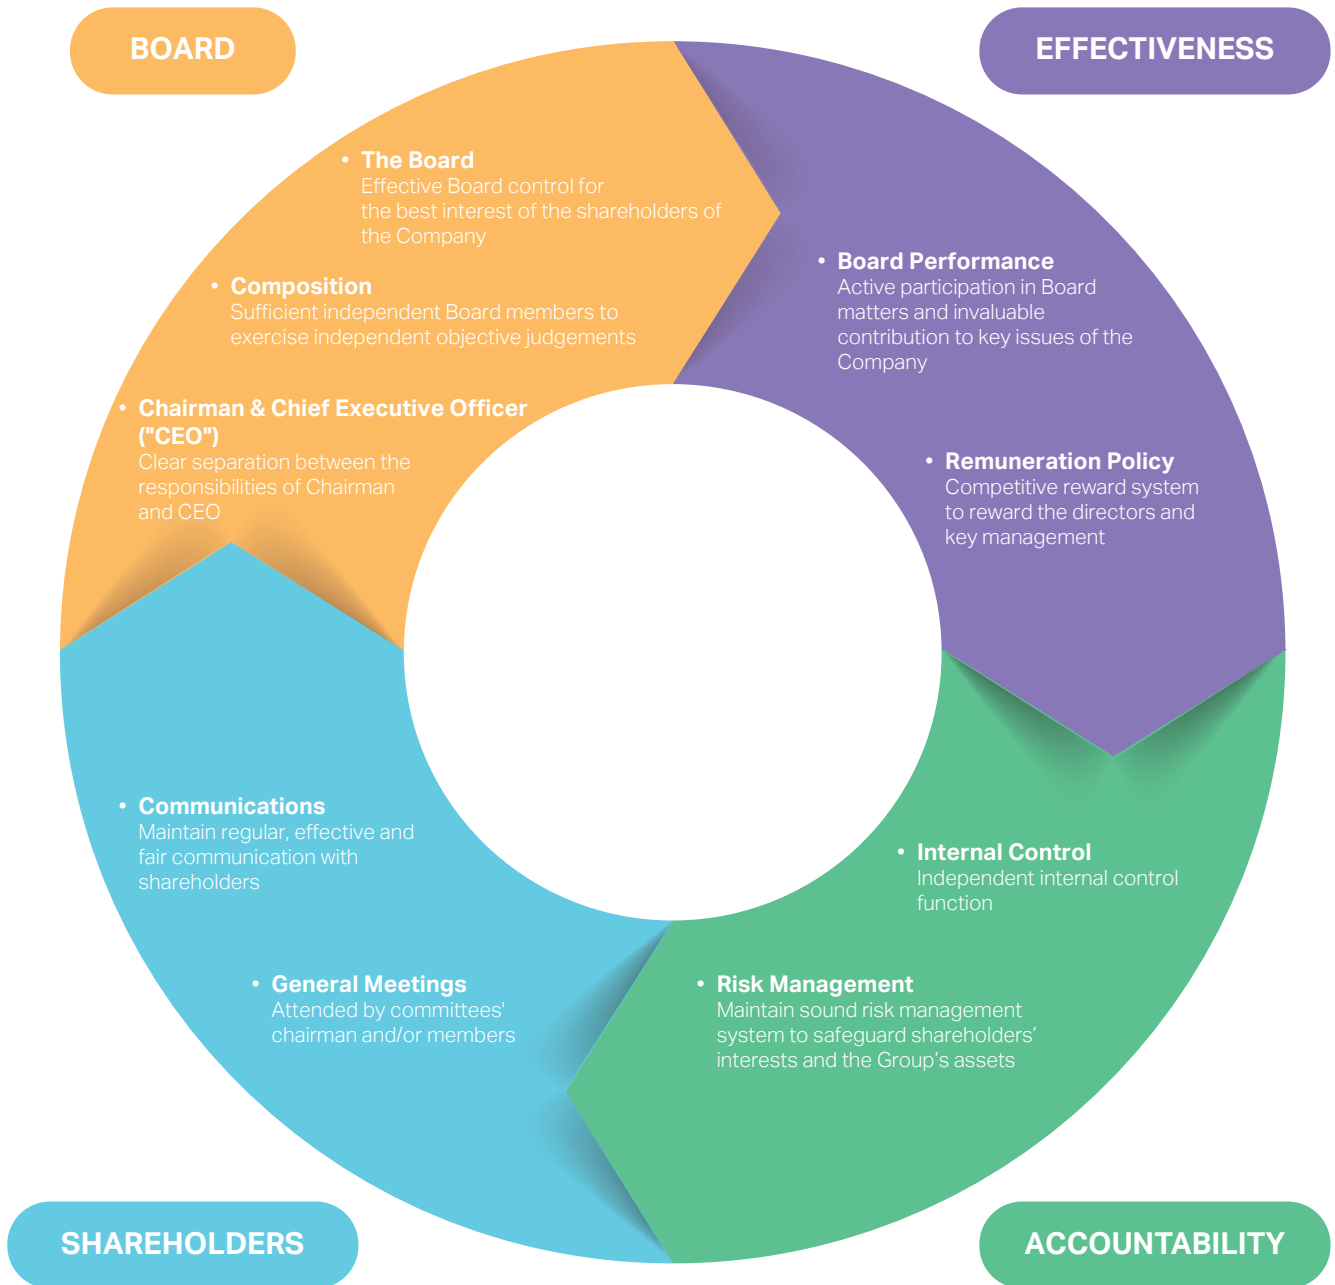 BOARD
• The Board
Effective Board control for
the best interest of the shareholders of
the Company
• Composition
Sufficient independent Board members to
exercise independent objective judgements
• Chairman & Chief Executive Officer
("CEO")
Clear separation between the
responsibilities of Chairman
and CEO
EFFECTIVENESS
• Board Performance
Active participation in Board
matters and invaluable
contribution to key issues of the
Company
• Remuneration Policy
Competitive reward system
to reward the directors and
key management
• Internal Control
Independent internal control
function
• Risk Management
Maintain sound risk management
system to safeguard shareholders’
interests and the Group’s assets
ACCOUNTABILITY
• Communications
Maintain regular, effective and
fair communication with
shareholders
• General Meetings
Attended by committees'
chairman and/or members
SHAREHOLDERS